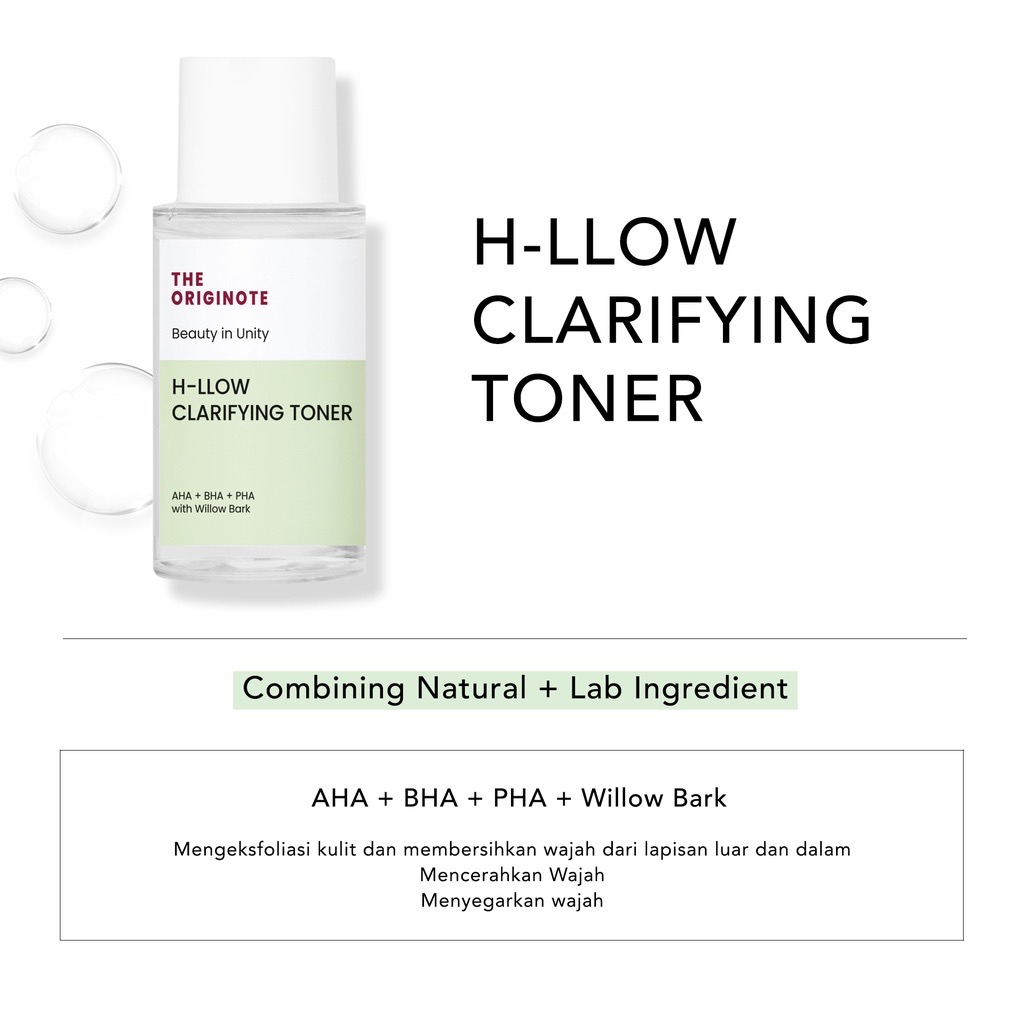 THE
ORIGINOTE
Beauty in Unity
H-LLOW
CLARIFYING TONER
AHA + BHA + PHA
with Willow Bark
H-LLOW
CLARIFYING
TONER
Combining Natural + Lab Ingredient
AHA + BHA + PHA + Willow Bark
Mengeksfoliasi kulit dan membersihkan wajah dari lapisan luar dan dalam
Mencerahkan Wajah
Menyegarkan wajah